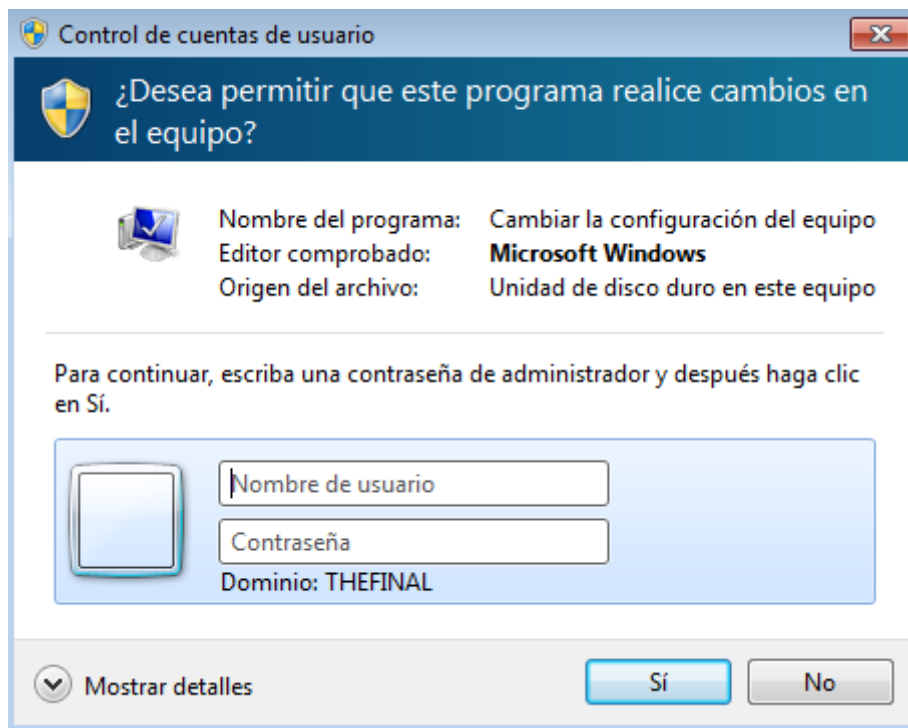 Control de cuentas de usuario
¿Desea permitir que este programa realice cambios en
el equipo?
Nombre del programa: Cambiar la configuración del equipo
Editor comprobado: Microsoft Windows
Origen del archivo: Unidad de disco duro en este equipo
Para continuar, escriba una contraseña de administrador y después haga clic
en Sí.
Nombre de usuario
Contraseña
Dominio: THEFINAL
Mostrar detalles Sí No